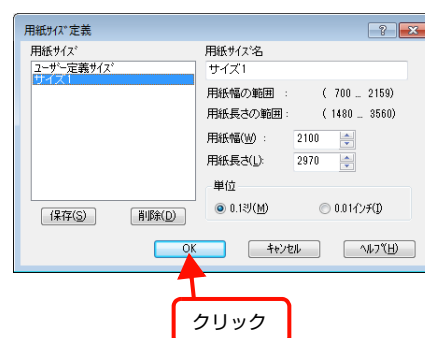 用紙ｻｲｽﾞ定義
用紙ｻｲｽﾞ
ﾕｰｻﾞｰ定義ｻｲｽﾞ
サイズ1
保存(S)
削除(D)
用紙ｻｲｽﾞ名
サイズ1
用紙幅の範囲 : ( 700 _ 2159)
用紙長さの範囲 : ( 1480 _ 3560)
用紙幅(W) : 2100
用紙長さ(L): 2970
単位
0.1ﾐﾘ(M) 0.01ｲﾝﾁ(I)
OK ｷｬﾝｾﾙ ﾍﾙﾌﾟ(H)
クリック